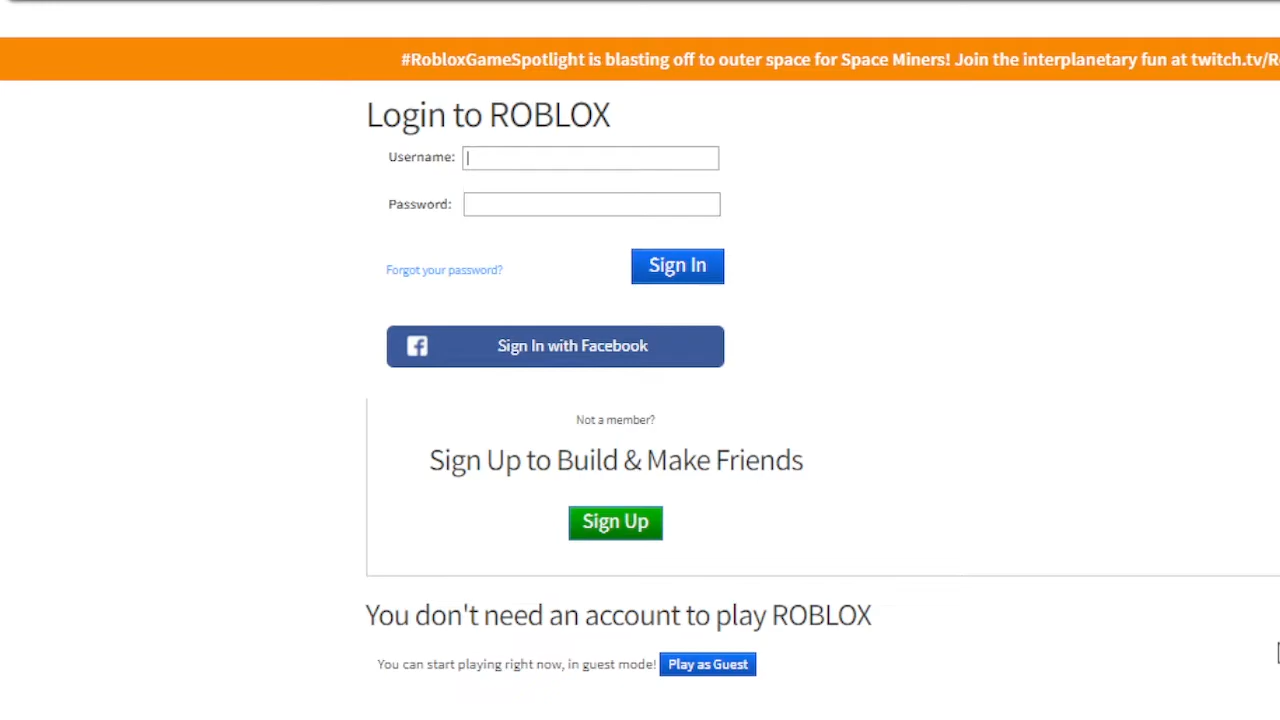 #RobloxGameSpotlight is blasting off to outer space for Space Miners! Join the interplanetary fun at twitch.tv/R
Login to ROBLOX
Username:
Password:
Forgot your password?
Sign In
Sign In with Facebook
Not a member?
Sign Up to Build & Make Friends
Sign Up
You don't need an account to play ROBLOX
You can start playing right now, in guest mode! Play as Guest